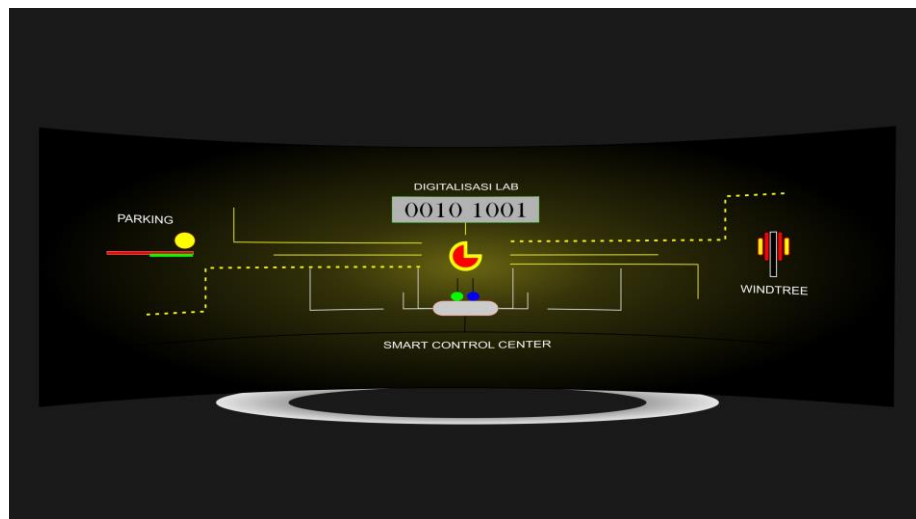 DIGITALISASI LAB
0010 1001
PARKING
WINDTREE
SMART CONTROL CENTER